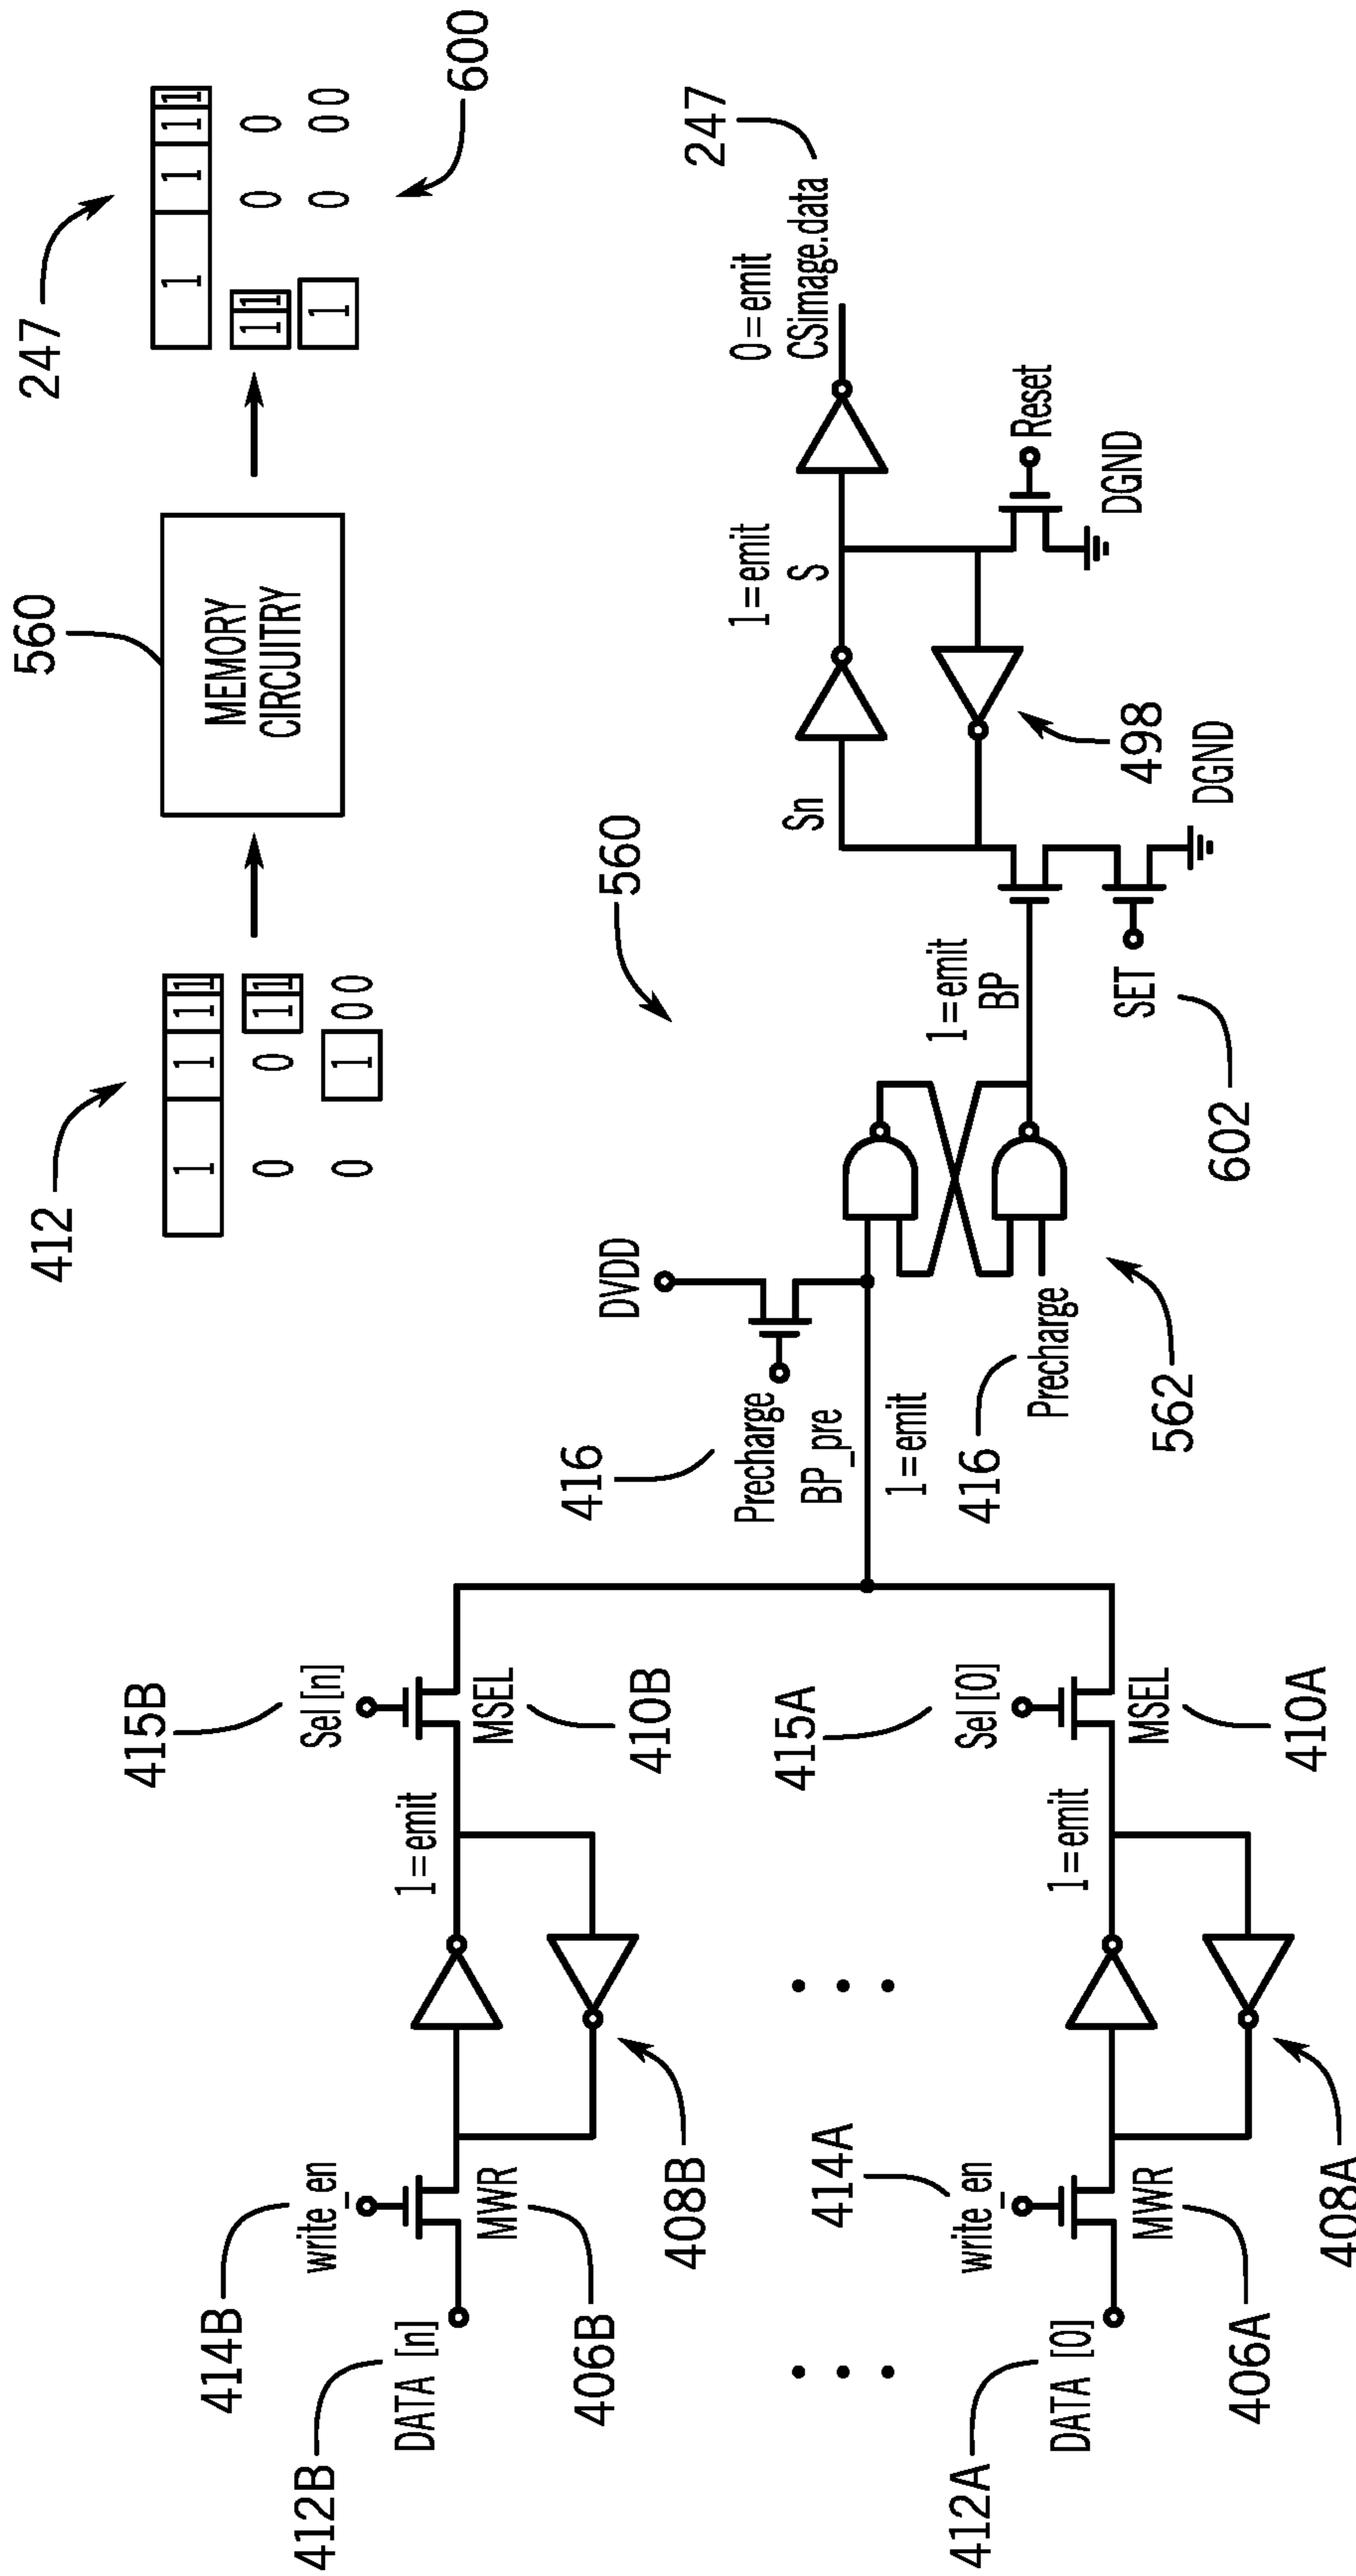 412
1 1 1 1
0 0 1 1
0 1 0 0
560
MEMORY
CIRCUITRY
247
1 1 1 1
1 1 0 0
1 0 0 0
600
560
414B
write_en
412B
DATA [n]
MWR
406B
408B
1=emit
415B
Sel [n]
MSEL
410B
414A
write_en
412A
DATA [0]
MWR
406A
408A
1=emit
415A
Sel [0]
MSEL
410A
DVDD
416
Precharge
BP_pre
1=emit
416
Precharge
562
1=emit
BP
SET
602
DGND
Sn
498
1=emit
S
Reset
DGND
0=emit
CSimage.data
247